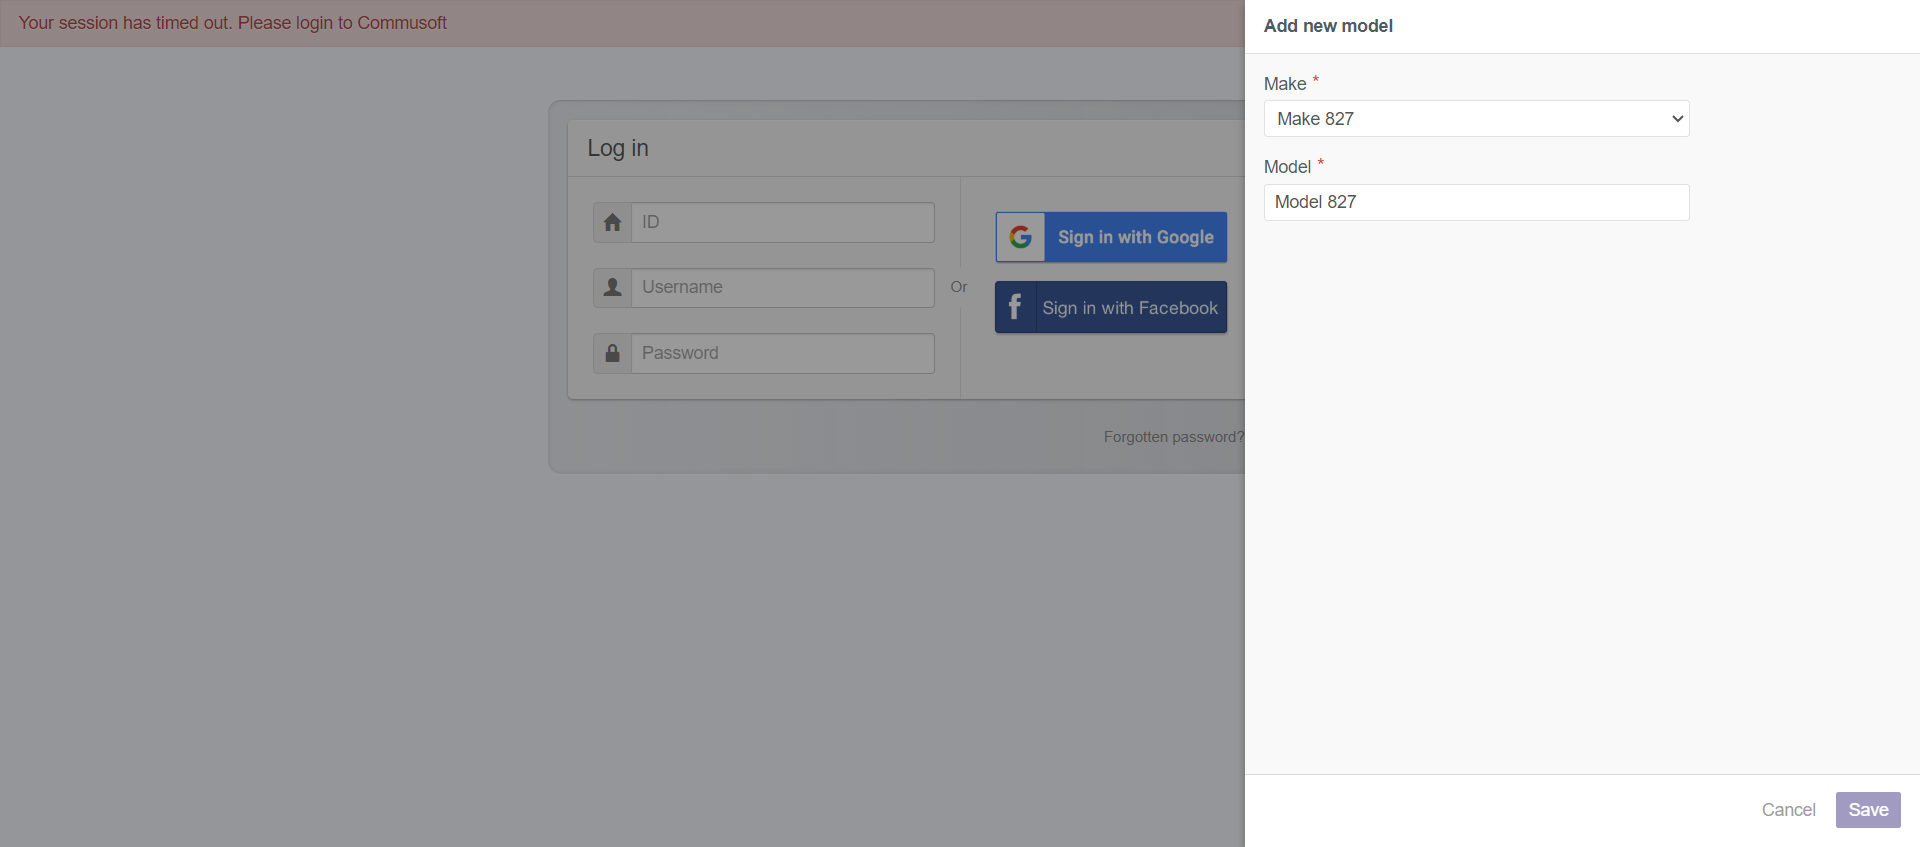 Your session has timed out. Please login to Commusoft
Log in
ID
Username
Password
Or
Sign in with Google
Sign in with Facebook
Forgotten password?
Add new model
Make *
Make 827
Model *
Model 827
Cancel
Save